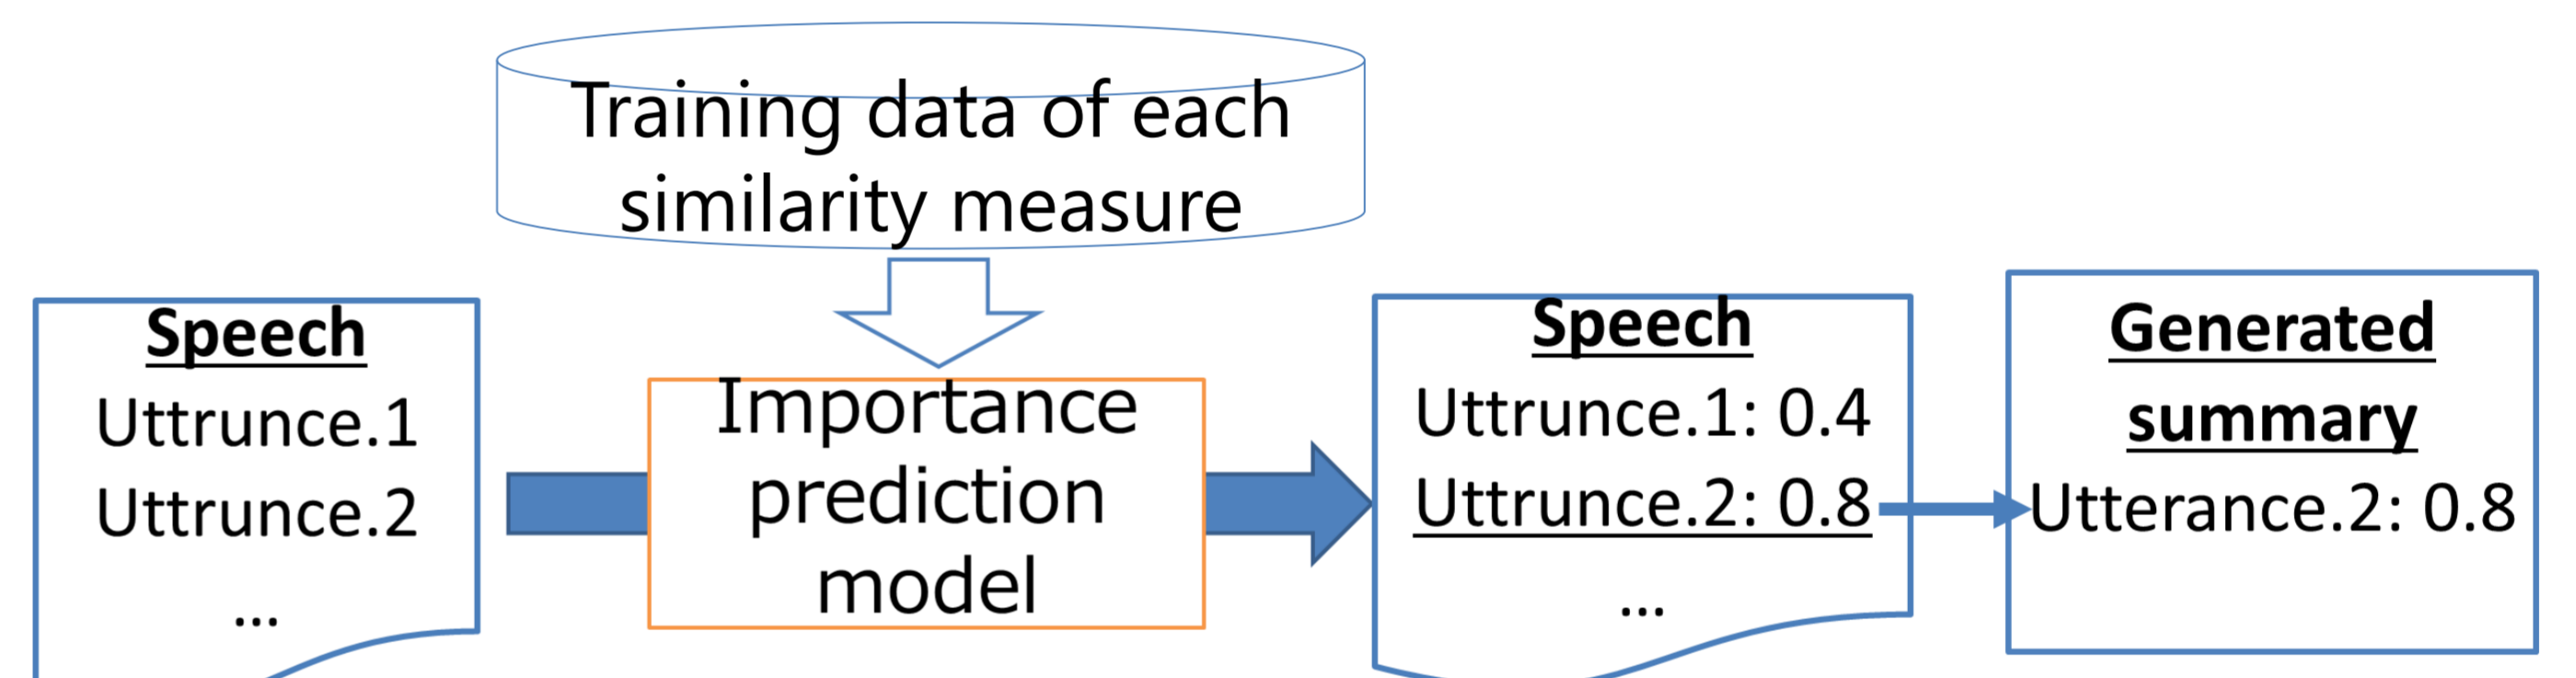 Training data of each
similarity measure
Speech
Uttrunce.1
Uttrunce.2
...
Importance
prediction
model
Speech
Uttrunce.1: 0.4
Uttrunce.2: 0.8
...
Generated
summary
Utterance.2: 0.8